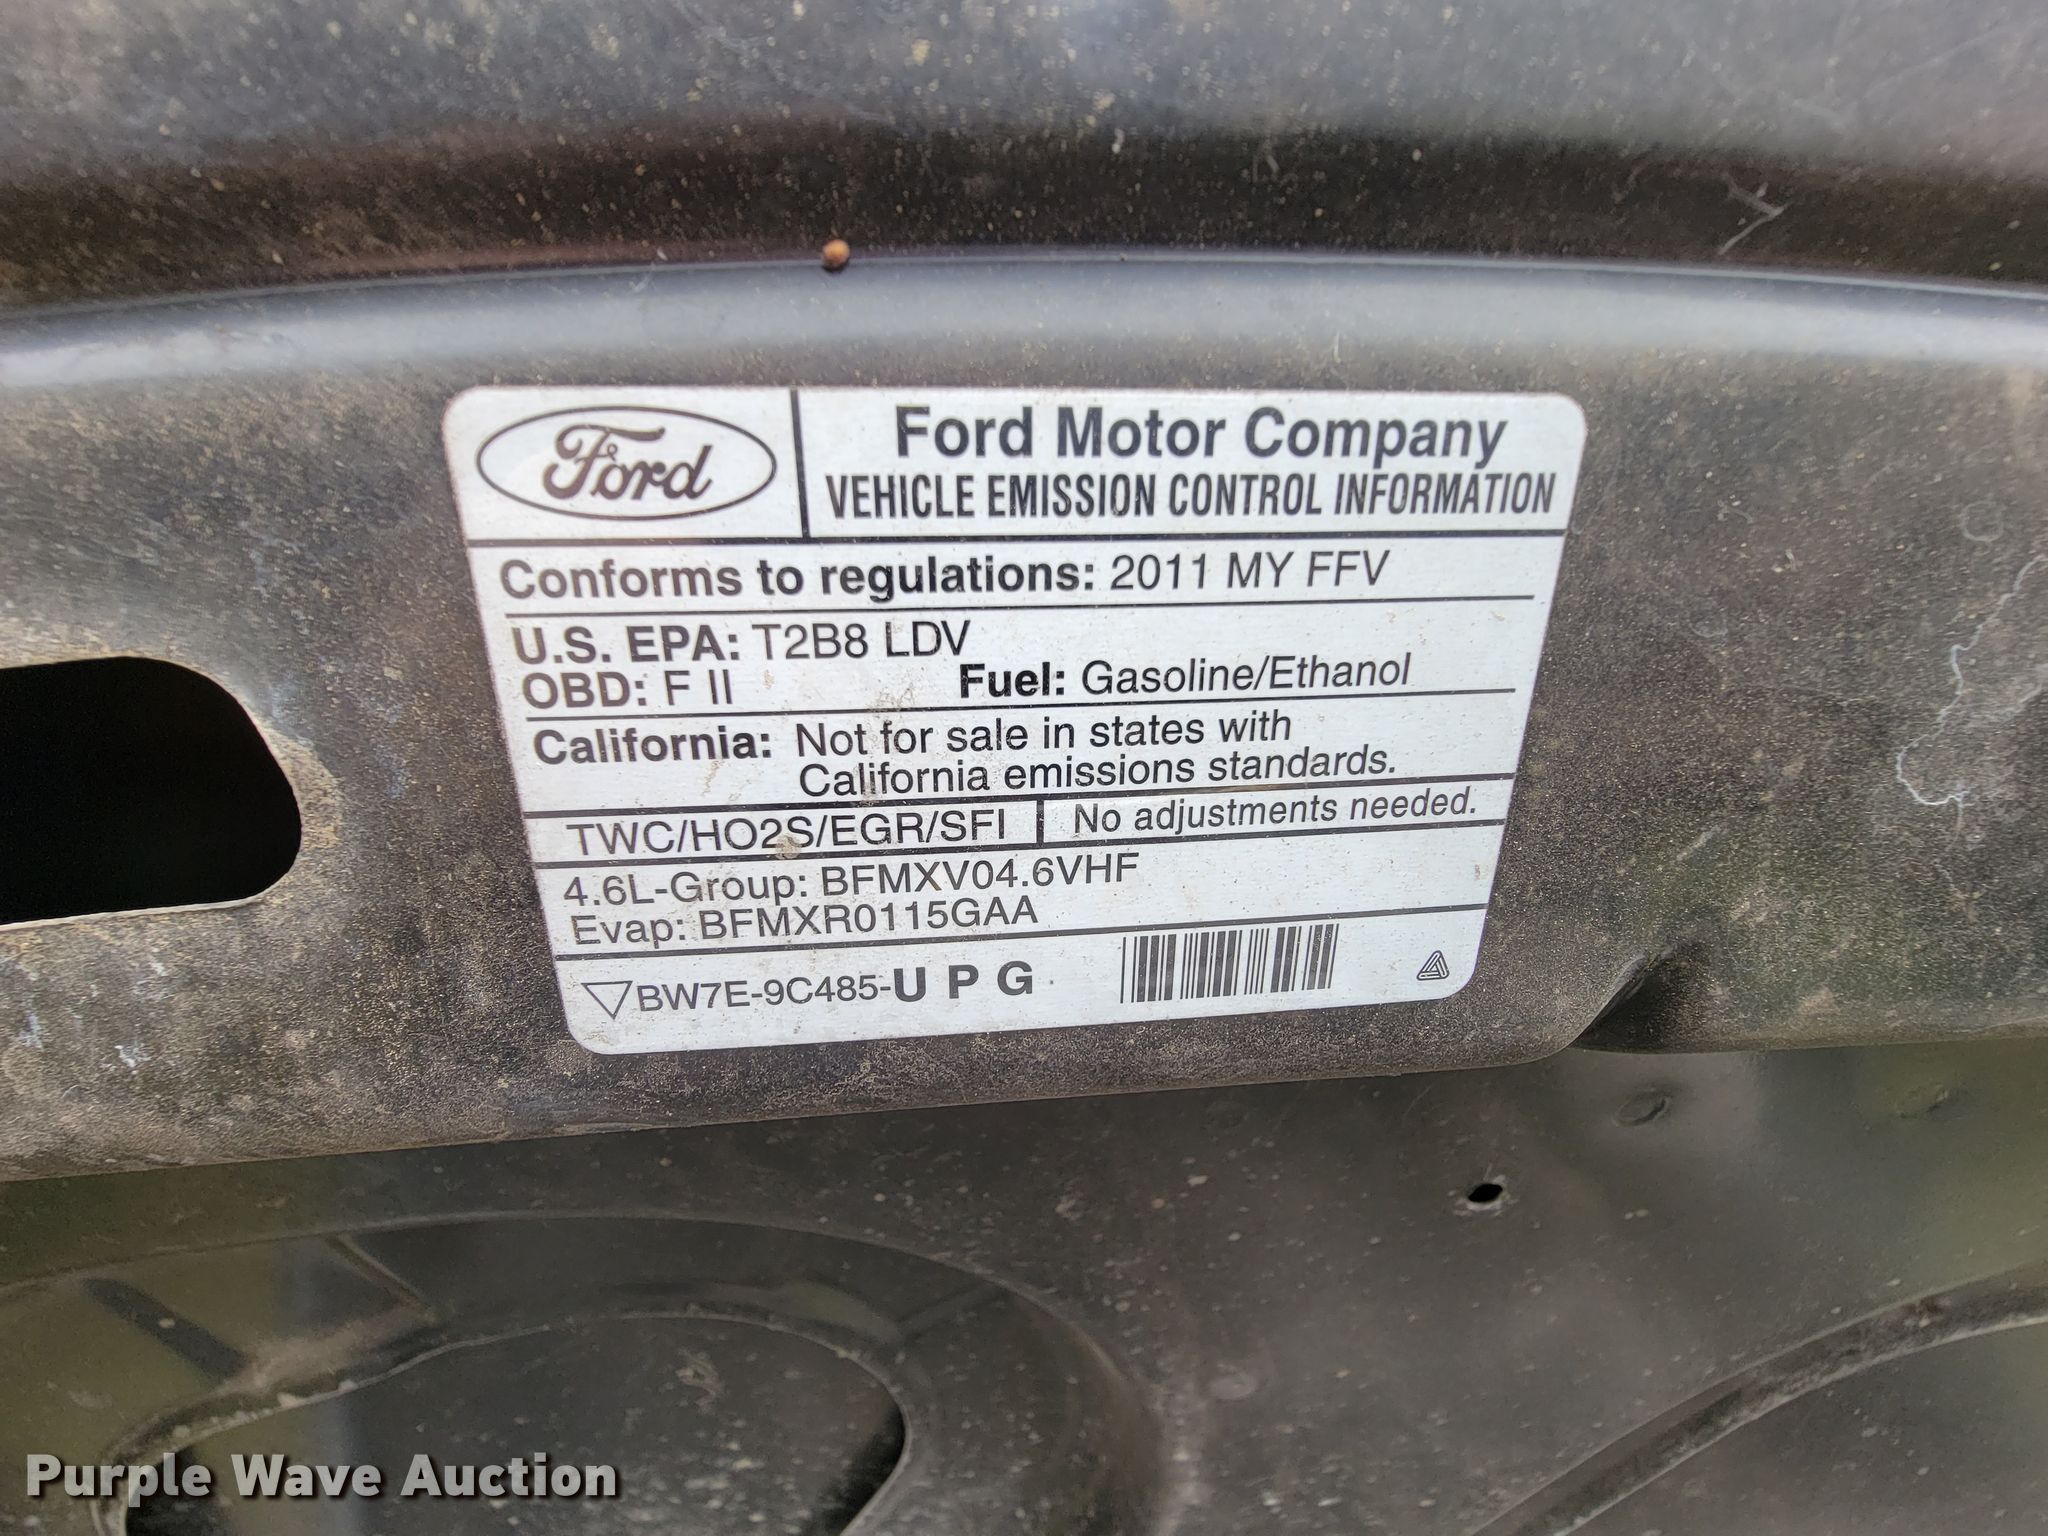 Ford
Ford Motor Company
VEHICLE EMISSION CONTROL INFORMATION
Conforms to regulations: 2011 MY FFV
U.S. EPA: T2B8 LDV
OBD: F II Fuel: Gasoline/Ethanol
California: Not for sale in states with
California emissions standards.
TWC/HO2S/EGR/SFI No adjustments needed.
4.6L-Group: BFMXV04.6VHF
Evap: BFMXR0115GAA
BW7E-9C485-U P G
Purple Wave Auction